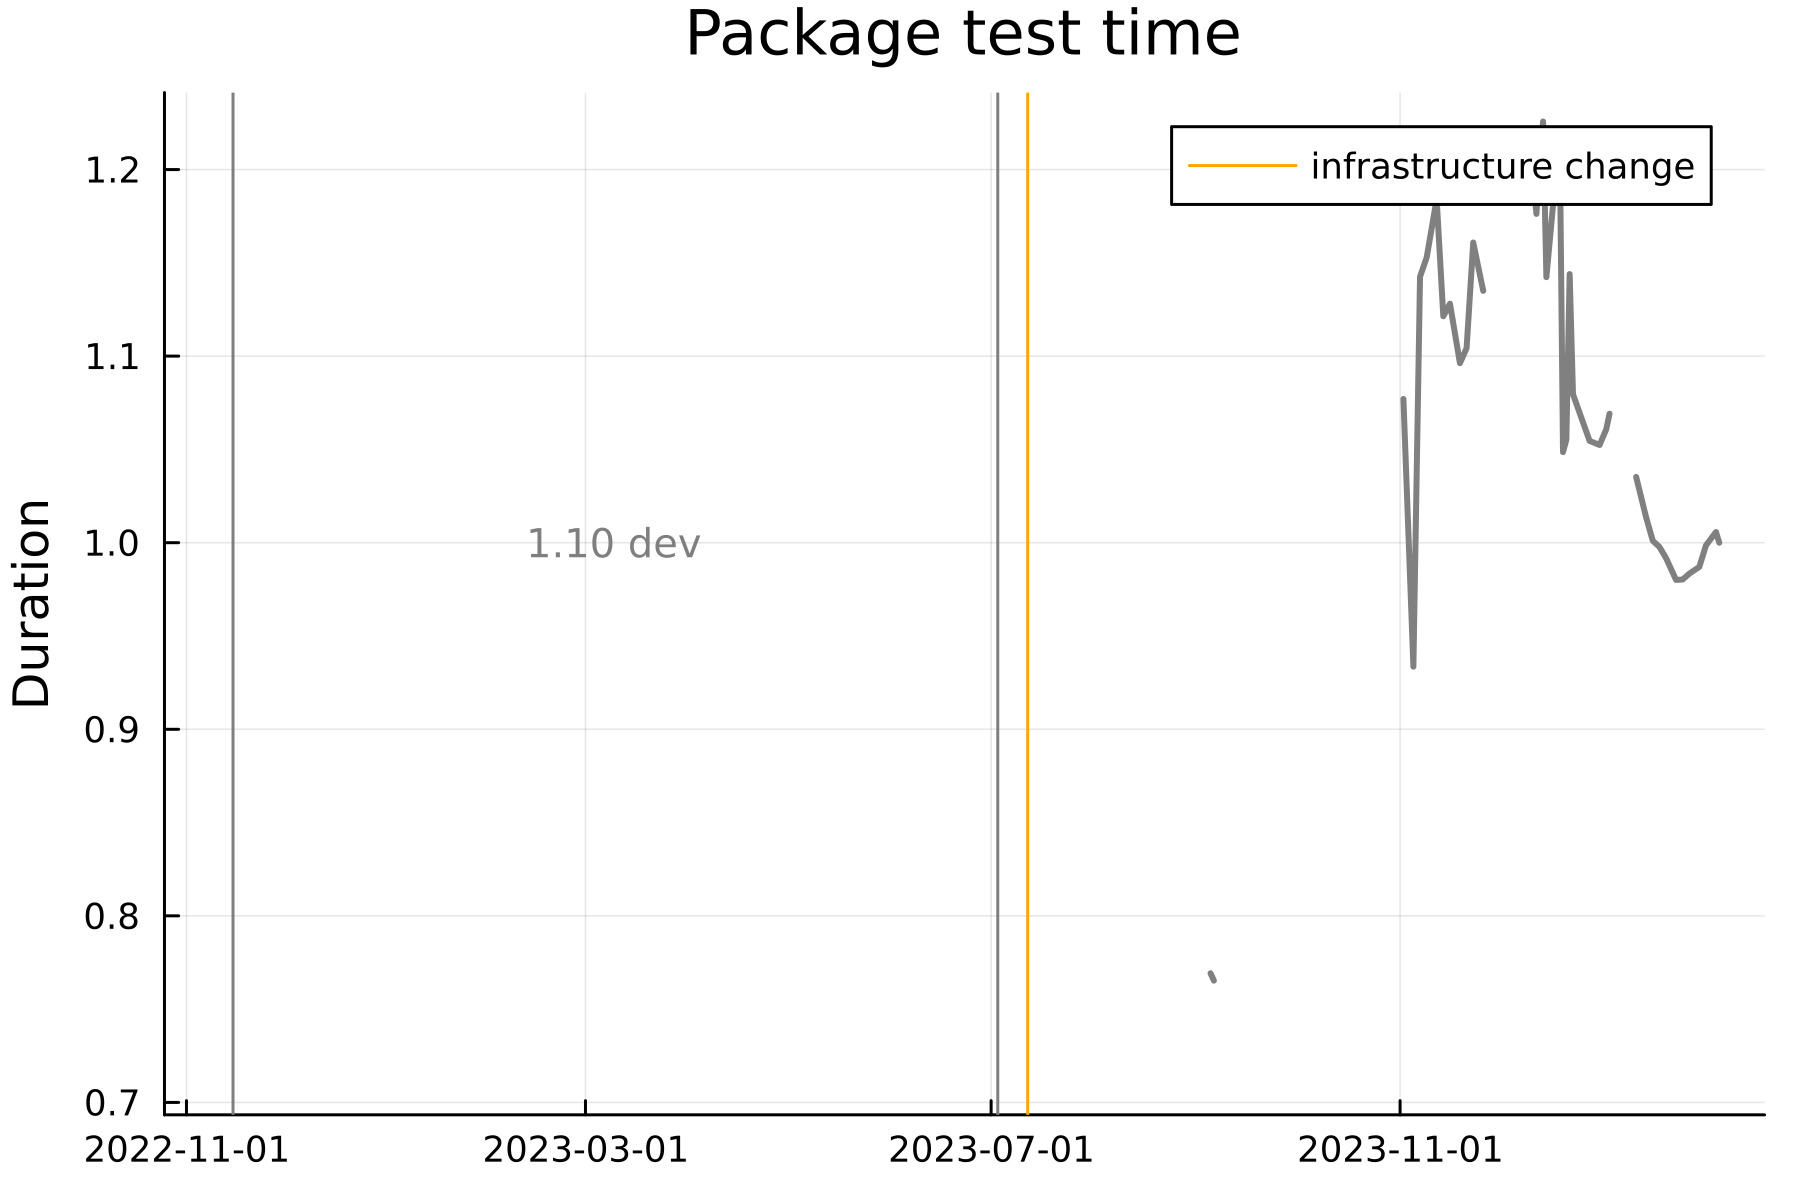 Package test time
infrastructure change
1.2
1.1
1.0
0.9
0.8
0.7
Duration
1.10 dev
2022-11-01
2023-03-01
2023-07-01
2023-11-01